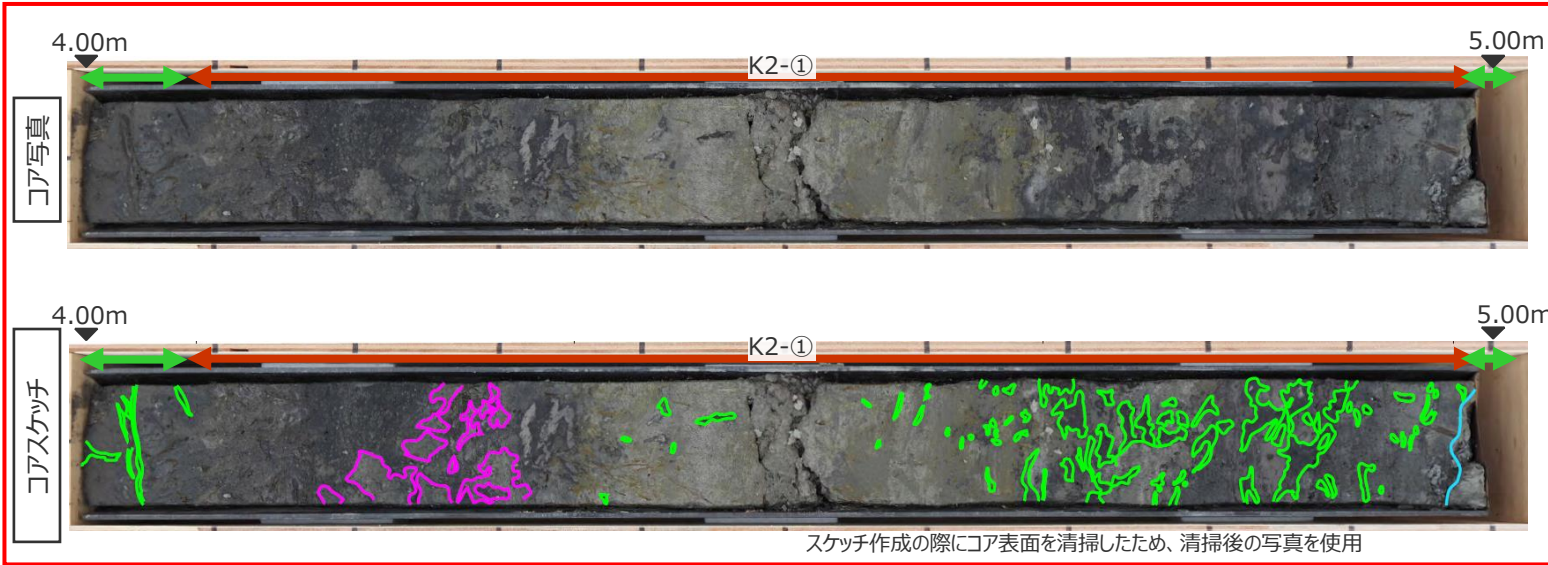 4.00m
5.00m
K2-①
コア写真
4.00m
5.00m
K2-①
コアスケッチ
スケッチ作成の際にコア表面を清掃したため、清掃後の写真を使用